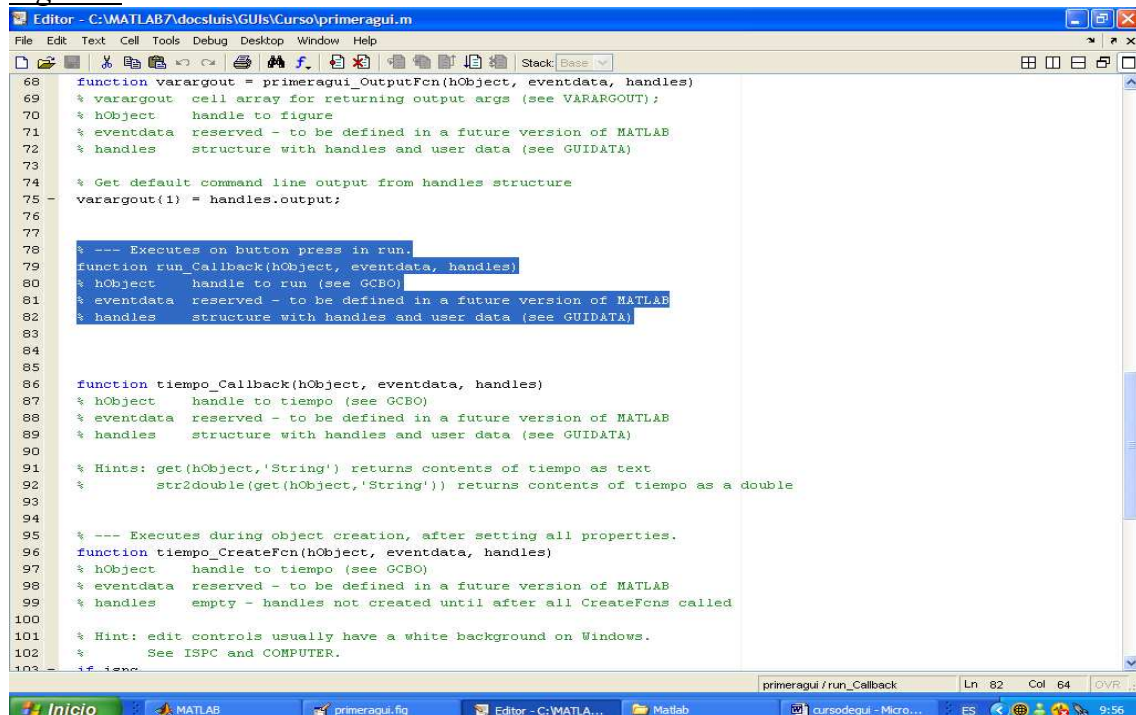 Editor - C:\MATLAB7\docsluis\GUIs\Curso\primeragui.m
File Edit Text Cell Tools Debug Desktop Window Help
Stack: Base
68 function varargout = primeragui_OutputFcn(hObject, eventdata, handles)
69 % varargout cell array for returning output args (see VARARGOUT);
70 % hObject handle to figure
71 % eventdata reserved - to be defined in a future version of MATLAB
72 % handles structure with handles and user data (see GUIDATA)
73
74 % Get default command line output from handles structure
75 - varargout{1} = handles.output;
76
77
78 % --- Executes on button press in run.
79 function run_Callback(hObject, eventdata, handles)
80 % hObject handle to run (see GCBO)
81 % eventdata reserved - to be defined in a future version of MATLAB
82 % handles structure with handles and user data (see GUIDATA)
83
84
85
86 function tiempo_Callback(hObject, eventdata, handles)
87 % hObject handle to tiempo (see GCBO)
88 % eventdata reserved - to be defined in a future version of MATLAB
89 % handles structure with handles and user data (see GUIDATA)
90
91 % Hints: get(hObject,'String') returns contents of tiempo as text
92 % str2double(get(hObject,'String')) returns contents of tiempo as a double
93
94
95 % --- Executes during object creation, after setting all properties.
96 function tiempo_CreateFcn(hObject, eventdata, handles)
97 % hObject handle to tiempo (see GCBO)
98 % eventdata reserved - to be defined in a future version of MATLAB
99 % handles empty - handles not created until after all CreateFcns called
100
101 % Hint: edit controls usually have a white background on Windows.
102 % See ISPC and COMPUTER.
103 - if ispc
primeragui / run_Callback Ln 82 Col 64 OVR
Inicio MATLAB primeragui.fig Editor - C:\MATLA... Matlab cursodegui - Micro... ES 9:56